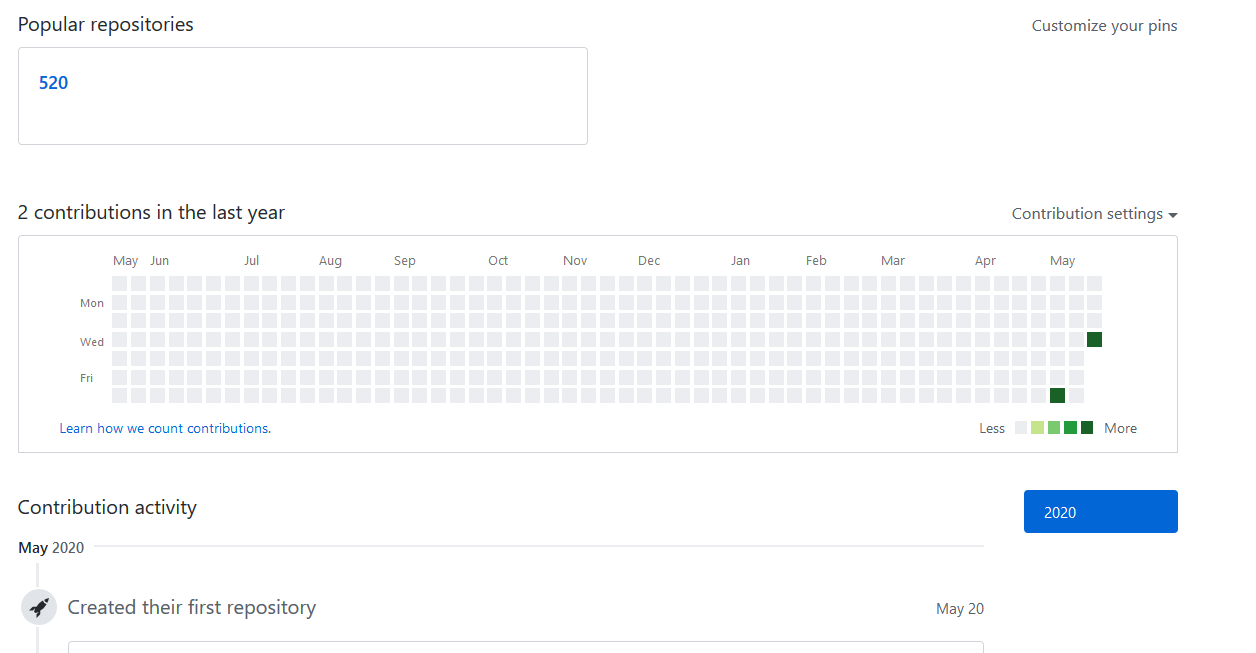 Popular repositories
Customize your pins
520
2 contributions in the last year
Contribution settings
May Jun Jul Aug Sep Oct Nov Dec Jan Feb Mar Apr May
Mon
Wed
Fri
Learn how we count contributions.
Less More
Contribution activity
2020
May 2020
Created their first repository
May 20